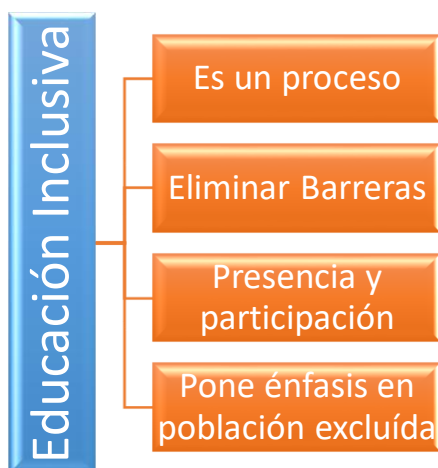 Educación Inclusiva
Es un proceso
Eliminar Barreras
Presencia y
participación
Pone énfasis en
población excluída